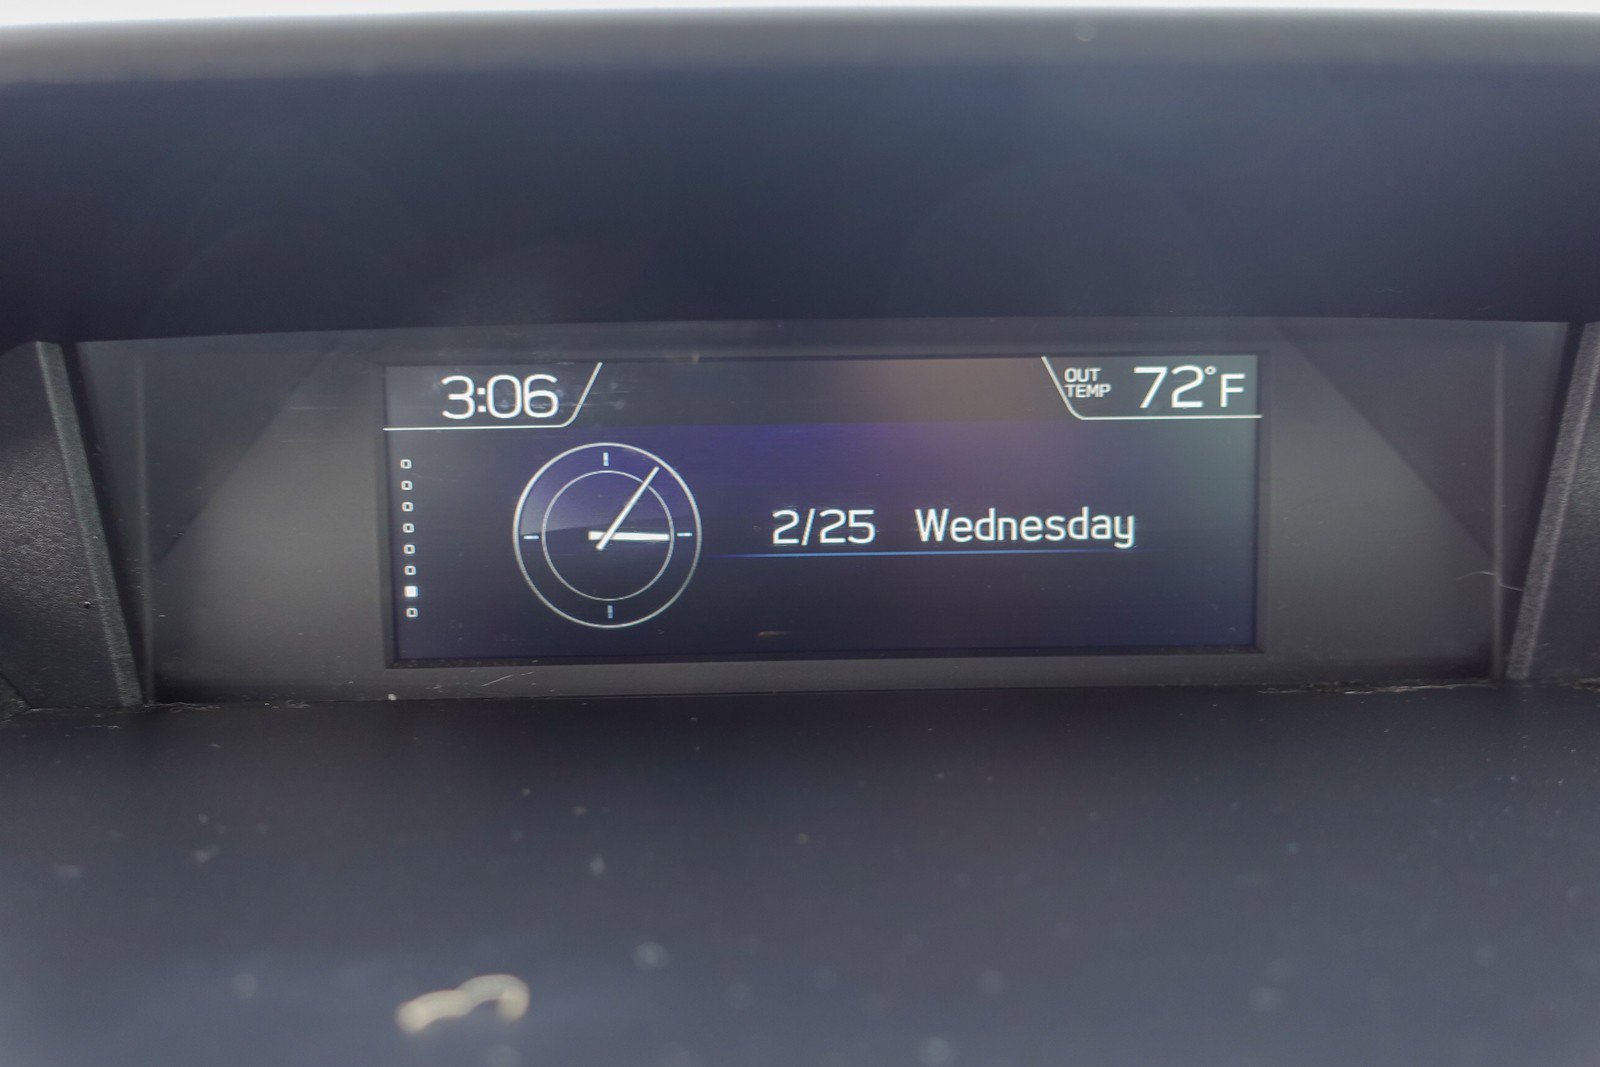 3:06
OUT TEMP 72°F
2/25 Wednesday